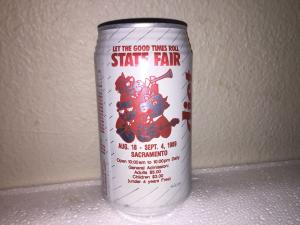 LET THE GOOD TIMES ROLL
STATE FAIR
AUG. 18 - SEPT. 4, 1989
SACRAMENTO
Open 10:00am to 10:00pm Daily
General Admission:
Adults $5.00
Children $3.00
(under 4 years Free)